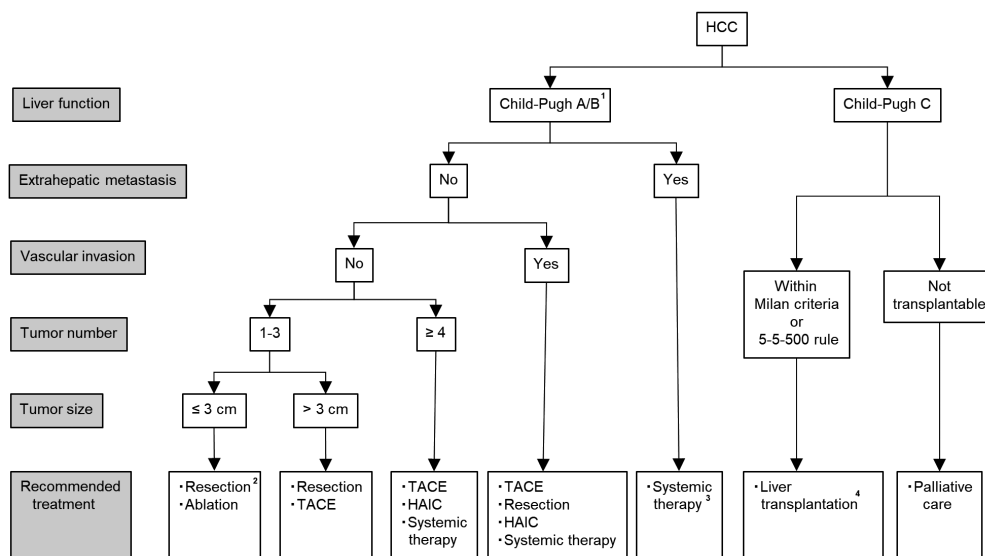 HCC
Liver function
Child-Pugh A/B¹
Child-Pugh C
Extrahepatic metastasis
No
Yes
Vascular invasion
No
Yes
Within
Milan criteria
or
5-5-500 rule
Not
transplantable
Tumor number
1-3
≥ 4
Tumor size
≤ 3 cm
> 3 cm
Recommended
treatment
・Resection²
・Ablation
・Resection
・TACE
・TACE
・HAIC
・Systemic
therapy
・TACE
・Resection
・HAIC
・Systemic therapy
・Systemic
therapy³
・Liver
transplantation⁴
・Palliative
care